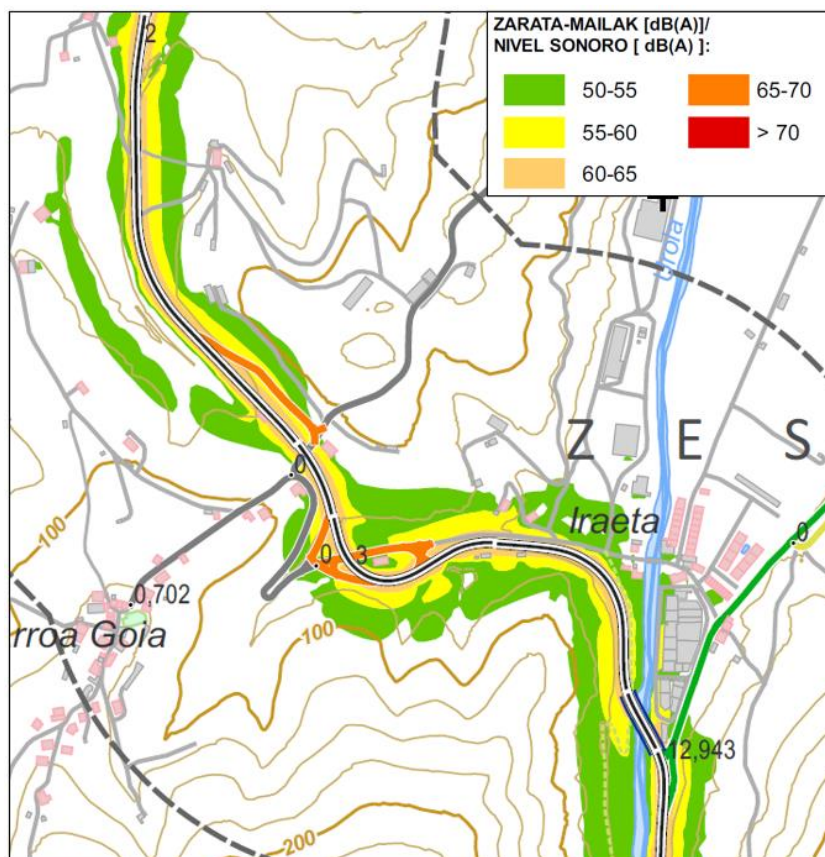 ZARATA-MAILAK [dB(A)]/
NIVEL SONORO [ dB(A) ]:
50-55
65-70
55-60
> 70
60-65
2
Urola
Z E S
0
Iraeta
0
100
0
3
0,702
rroa Goia
100
12,943
200